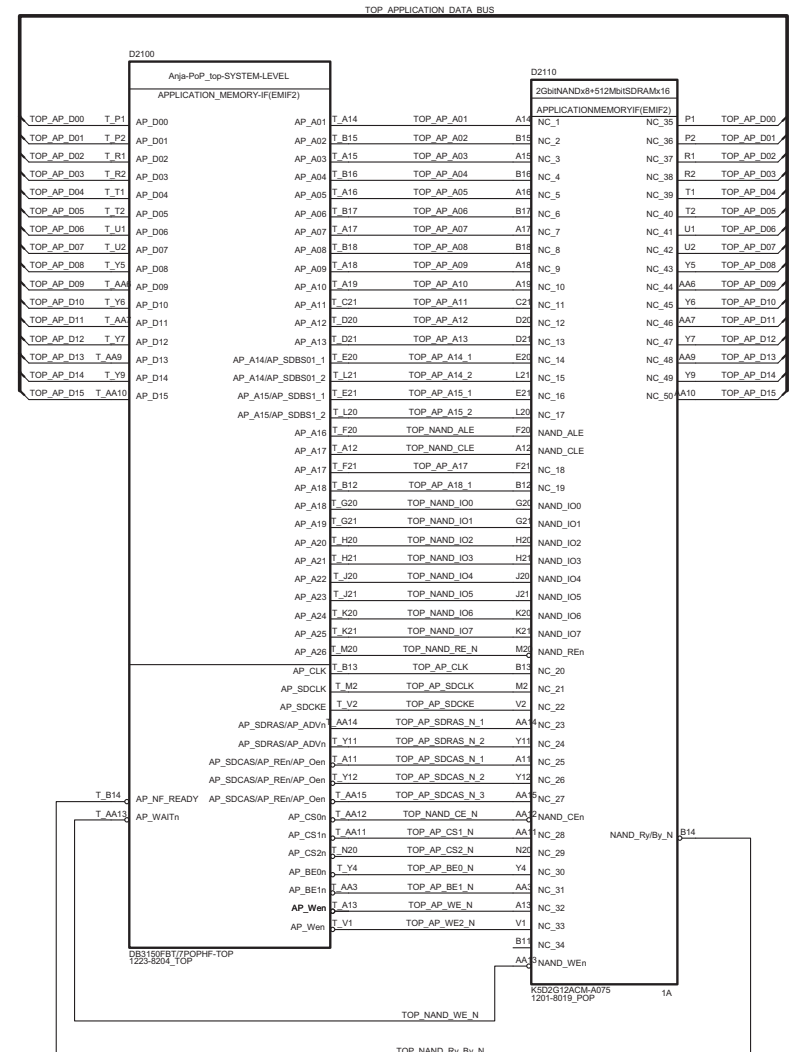 TOP_APPLICATION_DATA_BUS
D2100
Anja-PoP_top-SYSTEM-LEVEL
APPLICATION_MEMORY-IF(EMIF2)
D2110
2GbitNANDx8+512MbitSDRAMx16
APPLICATIONMEMORYIF(EMIF2)
TOP_AP_D00 T_P1 AP_D00 AP_A01 T_A14 TOP_AP_A01 A14 NC_1 NC_35 P1 TOP_AP_D00
TOP_AP_D01 T_P2 AP_D01 AP_A02 T_B15 TOP_AP_A02 B15 NC_2 NC_36 P2 TOP_AP_D01
TOP_AP_D02 T_R1 AP_D02 AP_A03 T_A15 TOP_AP_A03 A15 NC_3 NC_37 R1 TOP_AP_D02
TOP_AP_D03 T_R2 AP_D03 AP_A04 T_B16 TOP_AP_A04 B16 NC_4 NC_38 R2 TOP_AP_D03
TOP_AP_D04 T_T1 AP_D04 AP_A05 T_A16 TOP_AP_A05 A16 NC_5 NC_39 T1 TOP_AP_D04
TOP_AP_D05 T_T2 AP_D05 AP_A06 T_B17 TOP_AP_A06 B17 NC_6 NC_40 T2 TOP_AP_D05
TOP_AP_D06 T_U1 AP_D06 AP_A07 T_A17 TOP_AP_A07 A17 NC_7 NC_41 U1 TOP_AP_D06
TOP_AP_D07 T_U2 AP_D07 AP_A08 T_B18 TOP_AP_A08 B18 NC_8 NC_42 U2 TOP_AP_D07
TOP_AP_D08 T_Y5 AP_D08 AP_A09 T_A18 TOP_AP_A09 A18 NC_9 NC_43 Y5 TOP_AP_D08
TOP_AP_D09 T_AA6 AP_D09 AP_A10 T_A19 TOP_AP_A10 A19 NC_10 NC_44 AA6 TOP_AP_D09
TOP_AP_D10 T_Y6 AP_D10 AP_A11 T_C21 TOP_AP_A11 C21 NC_11 NC_45 Y6 TOP_AP_D10
TOP_AP_D11 T_AA7 AP_D11 AP_A12 T_D20 TOP_AP_A12 D20 NC_12 NC_46 AA7 TOP_AP_D11
TOP_AP_D12 T_Y7 AP_D12 AP_A13 T_D21 TOP_AP_A13 D21 NC_13 NC_47 Y7 TOP_AP_D12
TOP_AP_D13 T_AA9 AP_D13 AP_A14/AP_SDBS01_1 T_E20 TOP_AP_A14_1 E20 NC_14 NC_48 AA9 TOP_AP_D13
TOP_AP_D14 T_Y9 AP_D14 AP_A14/AP_SDBS01_2 T_L21 TOP_AP_A14_2 L21 NC_15 NC_49 Y9 TOP_AP_D14
TOP_AP_D15 T_AA10 AP_D15 AP_A15/AP_SDBS1_1 T_E21 TOP_AP_A15_1 E21 NC_16 NC_50 AA10 TOP_AP_D15
AP_A15/AP_SDBS1_2 T_L20 TOP_AP_A15_2 L20 NC_17
AP_A16 T_F20 TOP_NAND_ALE F20 NAND_ALE
AP_A17 T_A12 TOP_NAND_CLE A12 NAND_CLE
AP_A17 T_F21 TOP_AP_A17 F21 NC_18
AP_A18 T_B12 TOP_AP_A18_1 B12 NC_19
AP_A18 T_G20 TOP_NAND_IO0 G20 NAND_IO0
AP_A19 T_G21 TOP_NAND_IO1 G21 NAND_IO1
AP_A20 T_H20 TOP_NAND_IO2 H20 NAND_IO2
AP_A21 T_H21 TOP_NAND_IO3 H21 NAND_IO3
AP_A22 T_J20 TOP_NAND_IO4 J20 NAND_IO4
AP_A23 T_J21 TOP_NAND_IO5 J21 NAND_IO5
AP_A24 T_K20 TOP_NAND_IO6 K20 NAND_IO6
AP_A25 T_K21 TOP_NAND_IO7 K21 NAND_IO7
AP_A26 T_M20 TOP_NAND_RE_N M20 NAND_REn
AP_CLK T_B13 TOP_AP_CLK B13 NC_20
AP_SDCLK T_M2 TOP_AP_SDCLK M2 NC_21
AP_SDCKE T_V2 TOP_AP_SDCKE V2 NC_22
AP_SDRAS/AP_ADVn T_AA14 TOP_AP_SDRAS_N_1 AA14 NC_23
AP_SDRAS/AP_ADVn T_Y11 TOP_AP_SDRAS_N_2 Y11 NC_24
AP_SDCAS/AP_REn/AP_Oen T_A11 TOP_AP_SDCAS_N_1 A11 NC_25
AP_SDCAS/AP_REn/AP_Oen T_Y12 TOP_AP_SDCAS_N_2 Y12 NC_26
T_B14 AP_NF_READY AP_SDCAS/AP_REn/AP_Oen T_AA15 TOP_AP_SDCAS_N_3 AA15 NC_27
T_AA13 AP_WAITn AP_CS0n T_AA12 TOP_NAND_CE_N AA12 NAND_CEn
AP_CS1n T_AA11 TOP_AP_CS1_N AA11 NC_28 NAND_Ry/By_N B14
AP_CS2n T_N20 TOP_AP_CS2_N N20 NC_29
AP_BE0n T_Y4 TOP_AP_BE0_N Y4 NC_30
AP_BE1n T_AA3 TOP_AP_BE1_N AA3 NC_31
AP_Wen T_A13 TOP_AP_WE_N A13 NC_32
AP_Wen T_V1 TOP_AP_WE2_N V1 NC_33
B11 NC_34
AA13 NAND_WEn
DB3150FBT/7POPHF-TOP
1223-8204_TOP
K5D2G12ACM-A075
1201-8019_POP 1A
TOP_NAND_WE_N
TOP_NAND_Ry_By_N